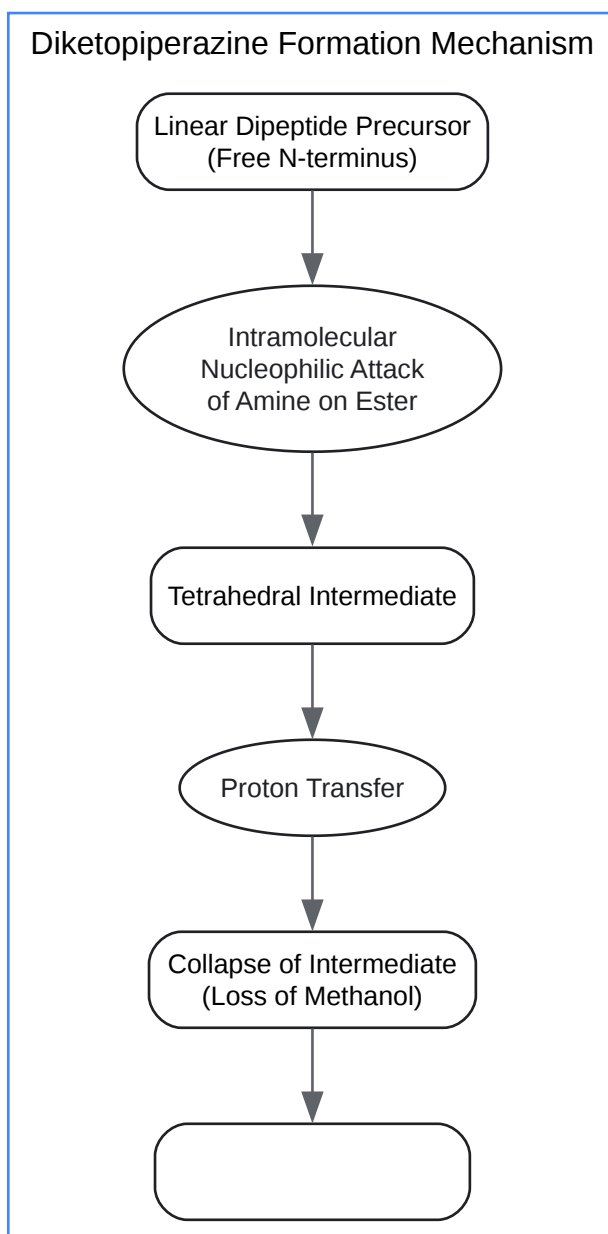 Diketopiperazine Formation Mechanism
Linear Dipeptide Precursor
(Free N-terminus)
Intramolecular
Nucleophilic Attack
of Amine on Ester
Tetrahedral Intermediate
Proton Transfer
Collapse of Intermediate
(Loss of Methanol)